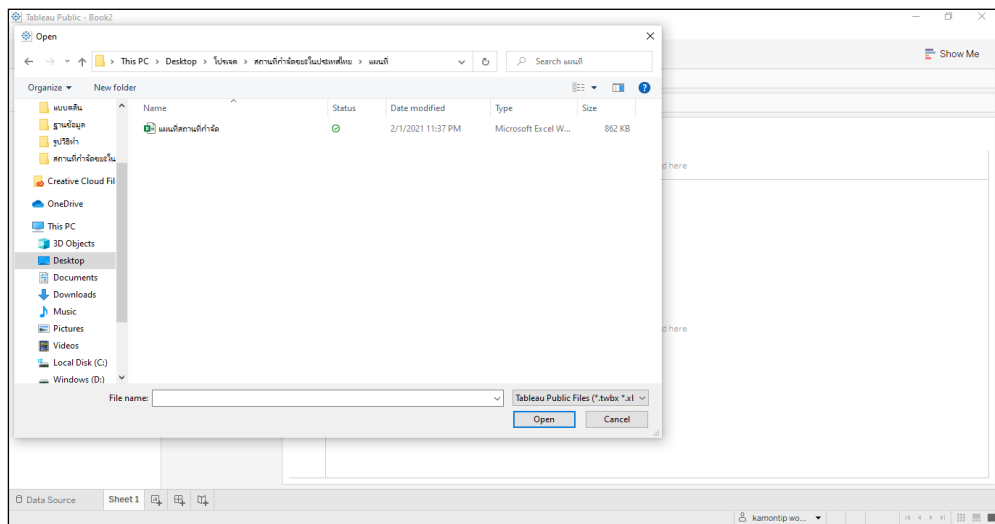 Tableau Public - Book2
Open
This PC > Desktop > โปรเจค > สถานที่กำจัดขยะในประเทศไทย > แผนที่
Search แผนที่
Show Me
Organize
New folder
Name Status Date modified Type Size
แผนที่สถานที่กำจัด 2/1/2021 11:37 PM Microsoft Excel W... 862 KB
แบบคลีน
ฐานข้อมูล
รูปวิธีทำ
สถานที่กำจัดขยะใน
Creative Cloud Fil
OneDrive
This PC
3D Objects
Desktop
Documents
Downloads
Music
Pictures
Videos
Local Disk (C:)
Windows (D:)
d here
d here
File name:
Tableau Public Files (*.twbx *.xl
Open Cancel
Data Source Sheet 1
kamontip wo...